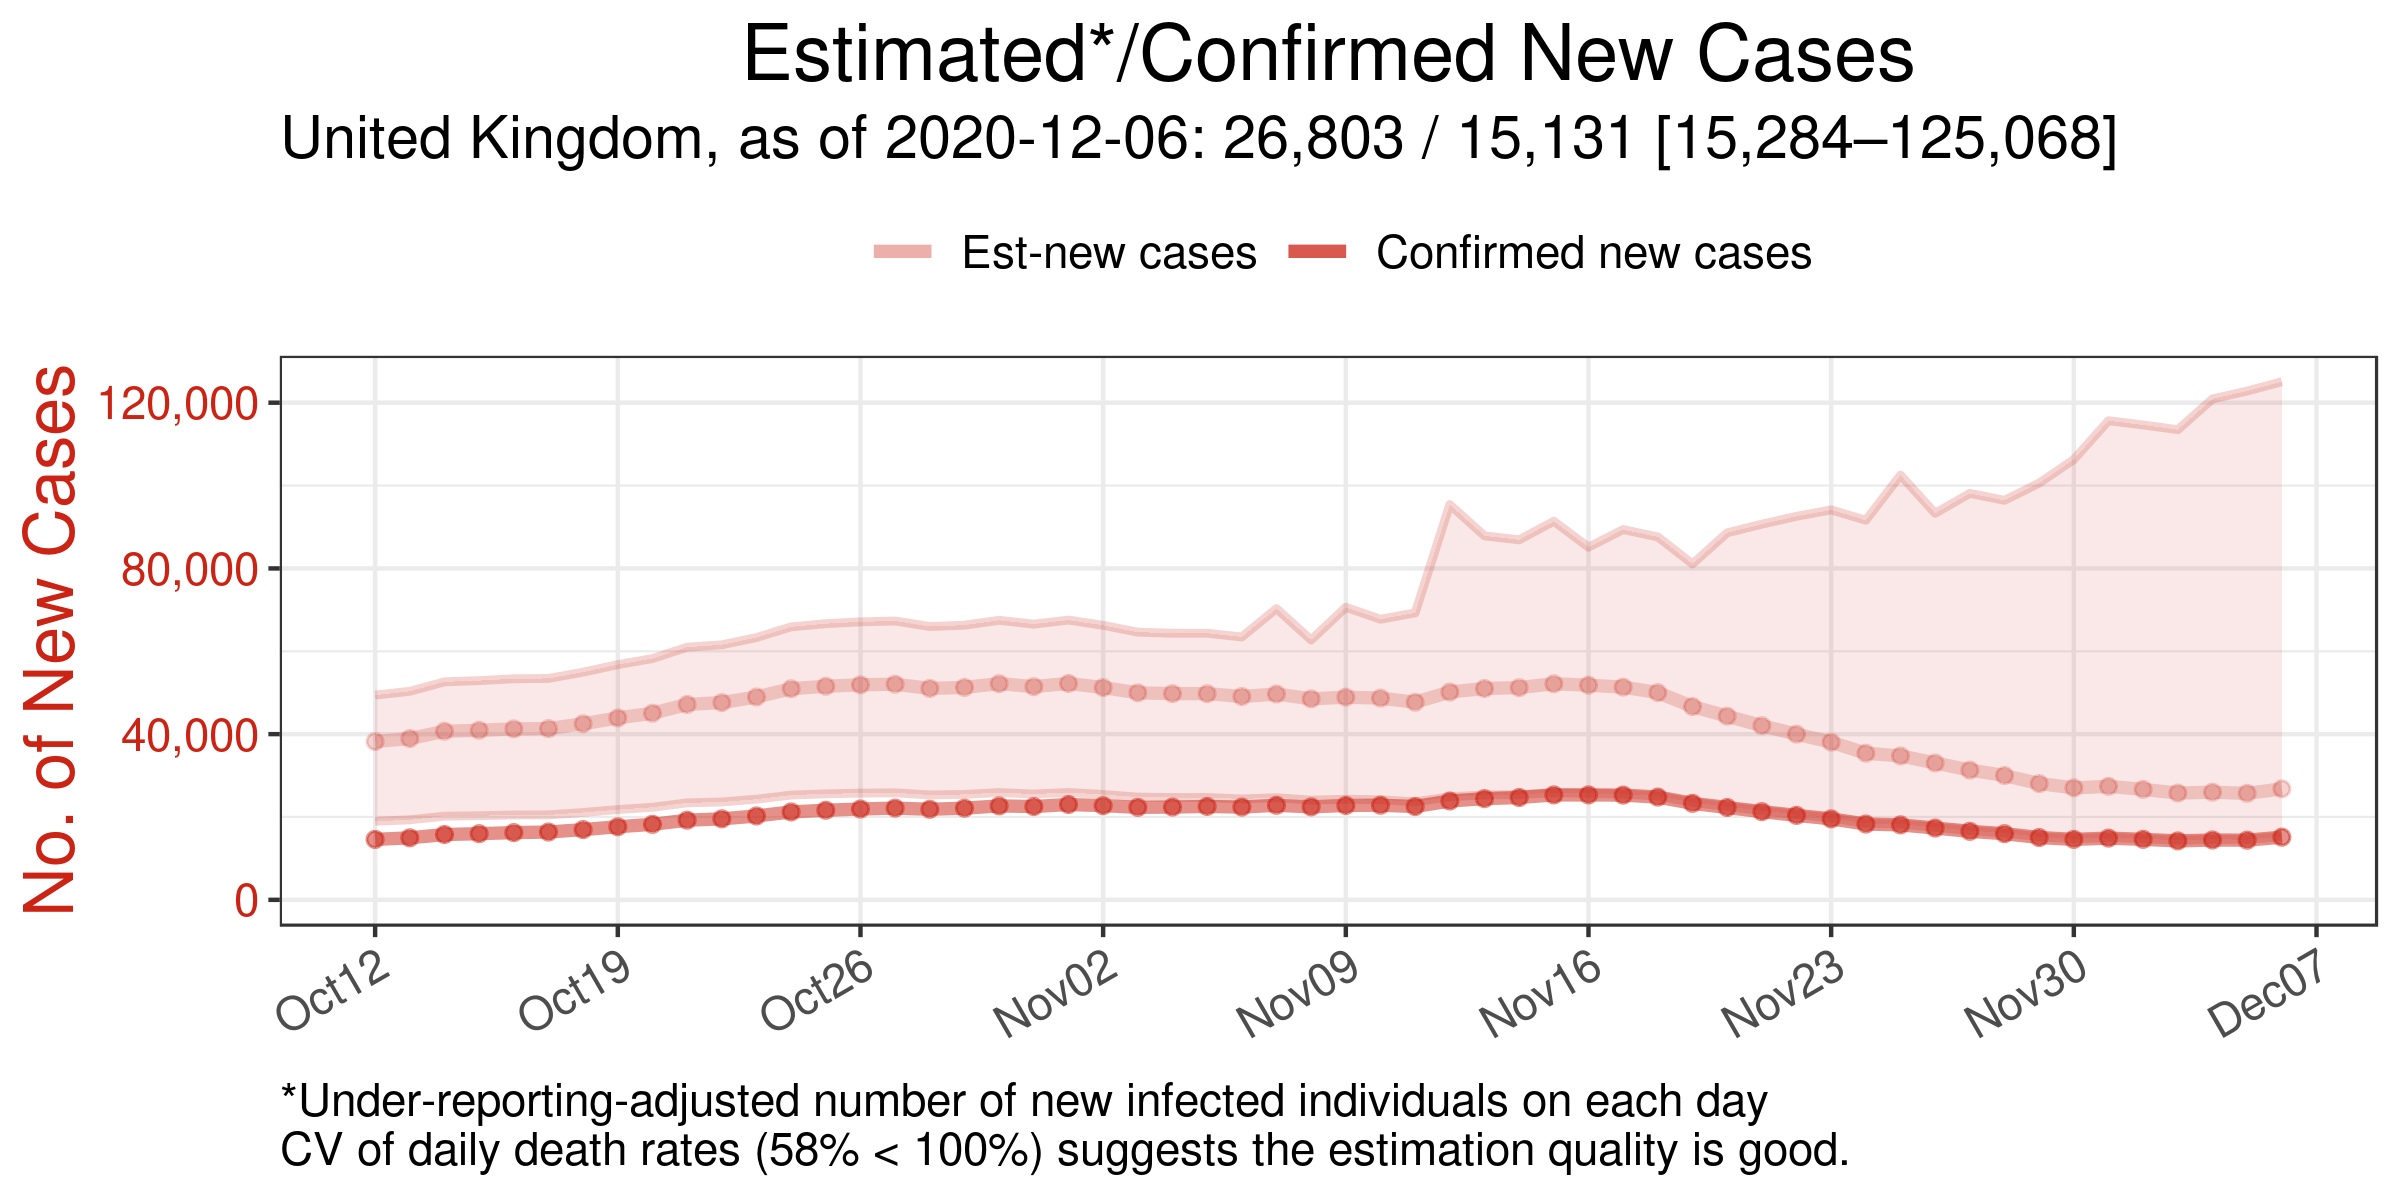 Estimated*/Confirmed New Cases
United Kingdom, as of 2020-12-06: 26,803 / 15,131 [15,284–125,068]
Est-new cases
Confirmed new cases
No. of New Cases
120,000
80,000
40,000
0
Oct12
Oct19
Oct26
Nov02
Nov09
Nov16
Nov23
Nov30
Dec07
*Under-reporting-adjusted number of new infected individuals on each day
CV of daily death rates (58% < 100%) suggests the estimation quality is good.